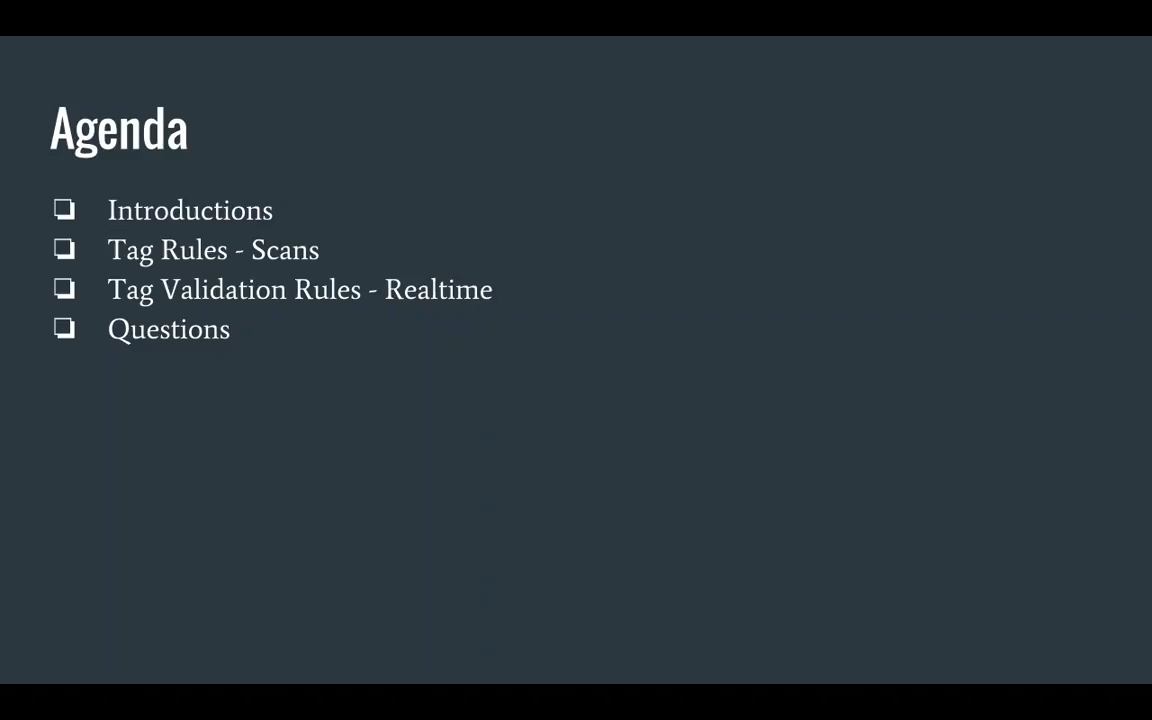 Agenda
❏ Introductions
❏ Tag Rules - Scans
❏ Tag Validation Rules - Realtime
❏ Questions